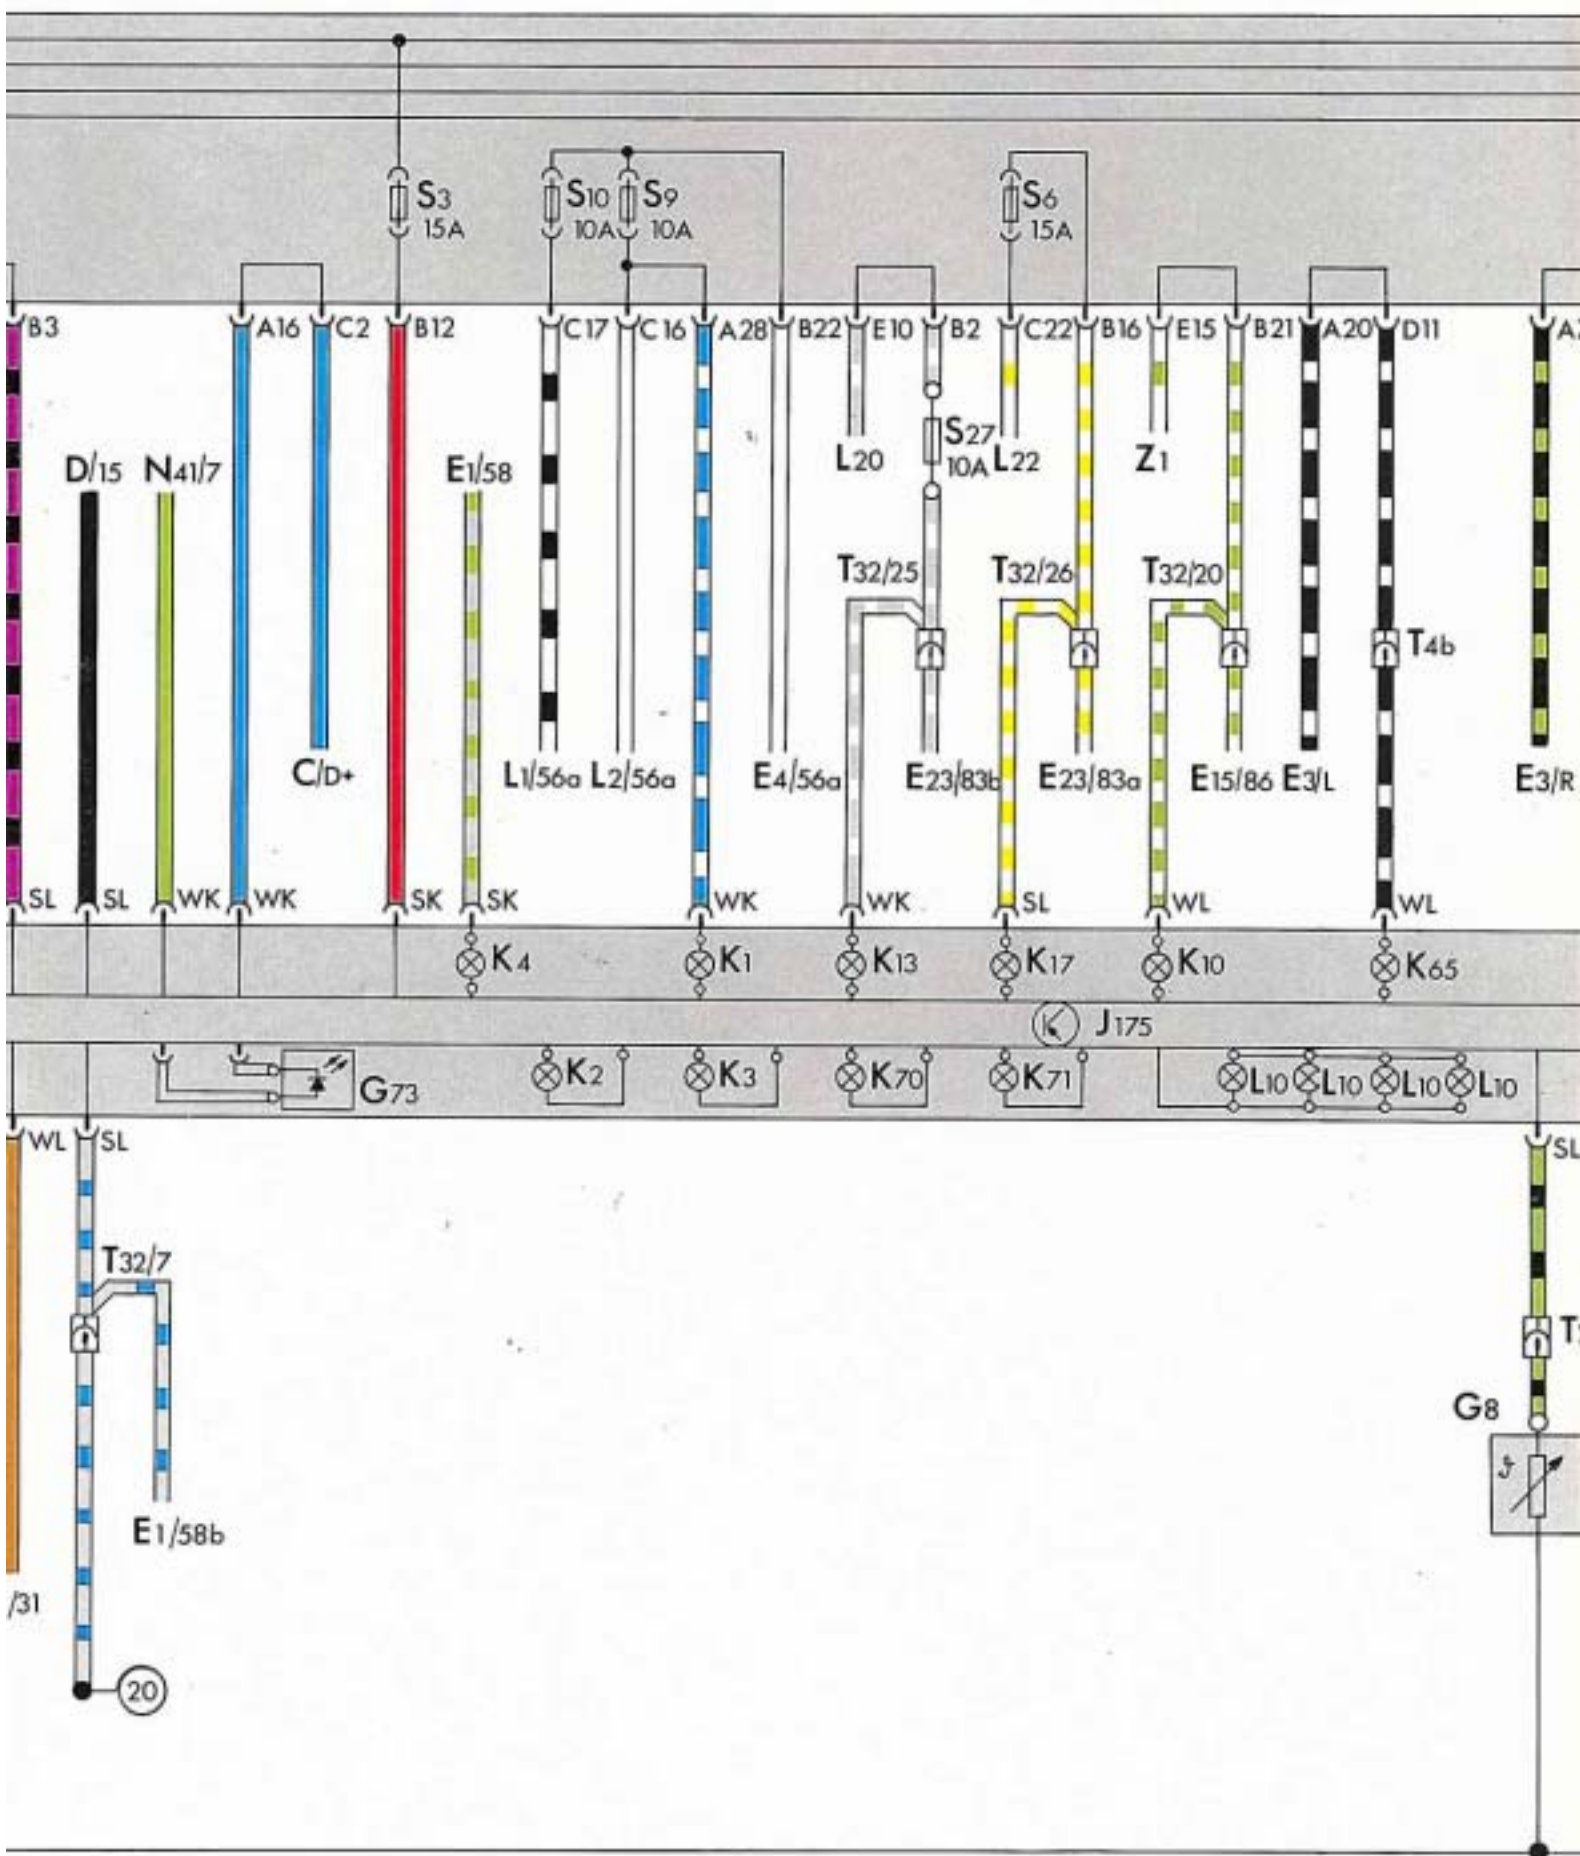 S3 S10 S9 S6
15A 10A 10A 15A
B3 A16 C2 B12 C17 C16 A28 B22 E10 B2 C22 B16 E15 B21 A20 D11
S27
10A
L20 L22 Z1
D/15 N41/7 E1/58
T32/25 T32/26 T32/20
T4b
C/D+ L1/56a L2/56a E4/56a E23/83b E23/83a E15/86 E3/L E3/R
SL SL WK WK SK SK WK WK SL WL WL
K4 K1 K13 K17 K10 K65
J175
G73 K2 K3 K70 K71 L10 L10 L10 L10
WL SL SL
T32/7
G8
ϑ
E1/58b
/31
20